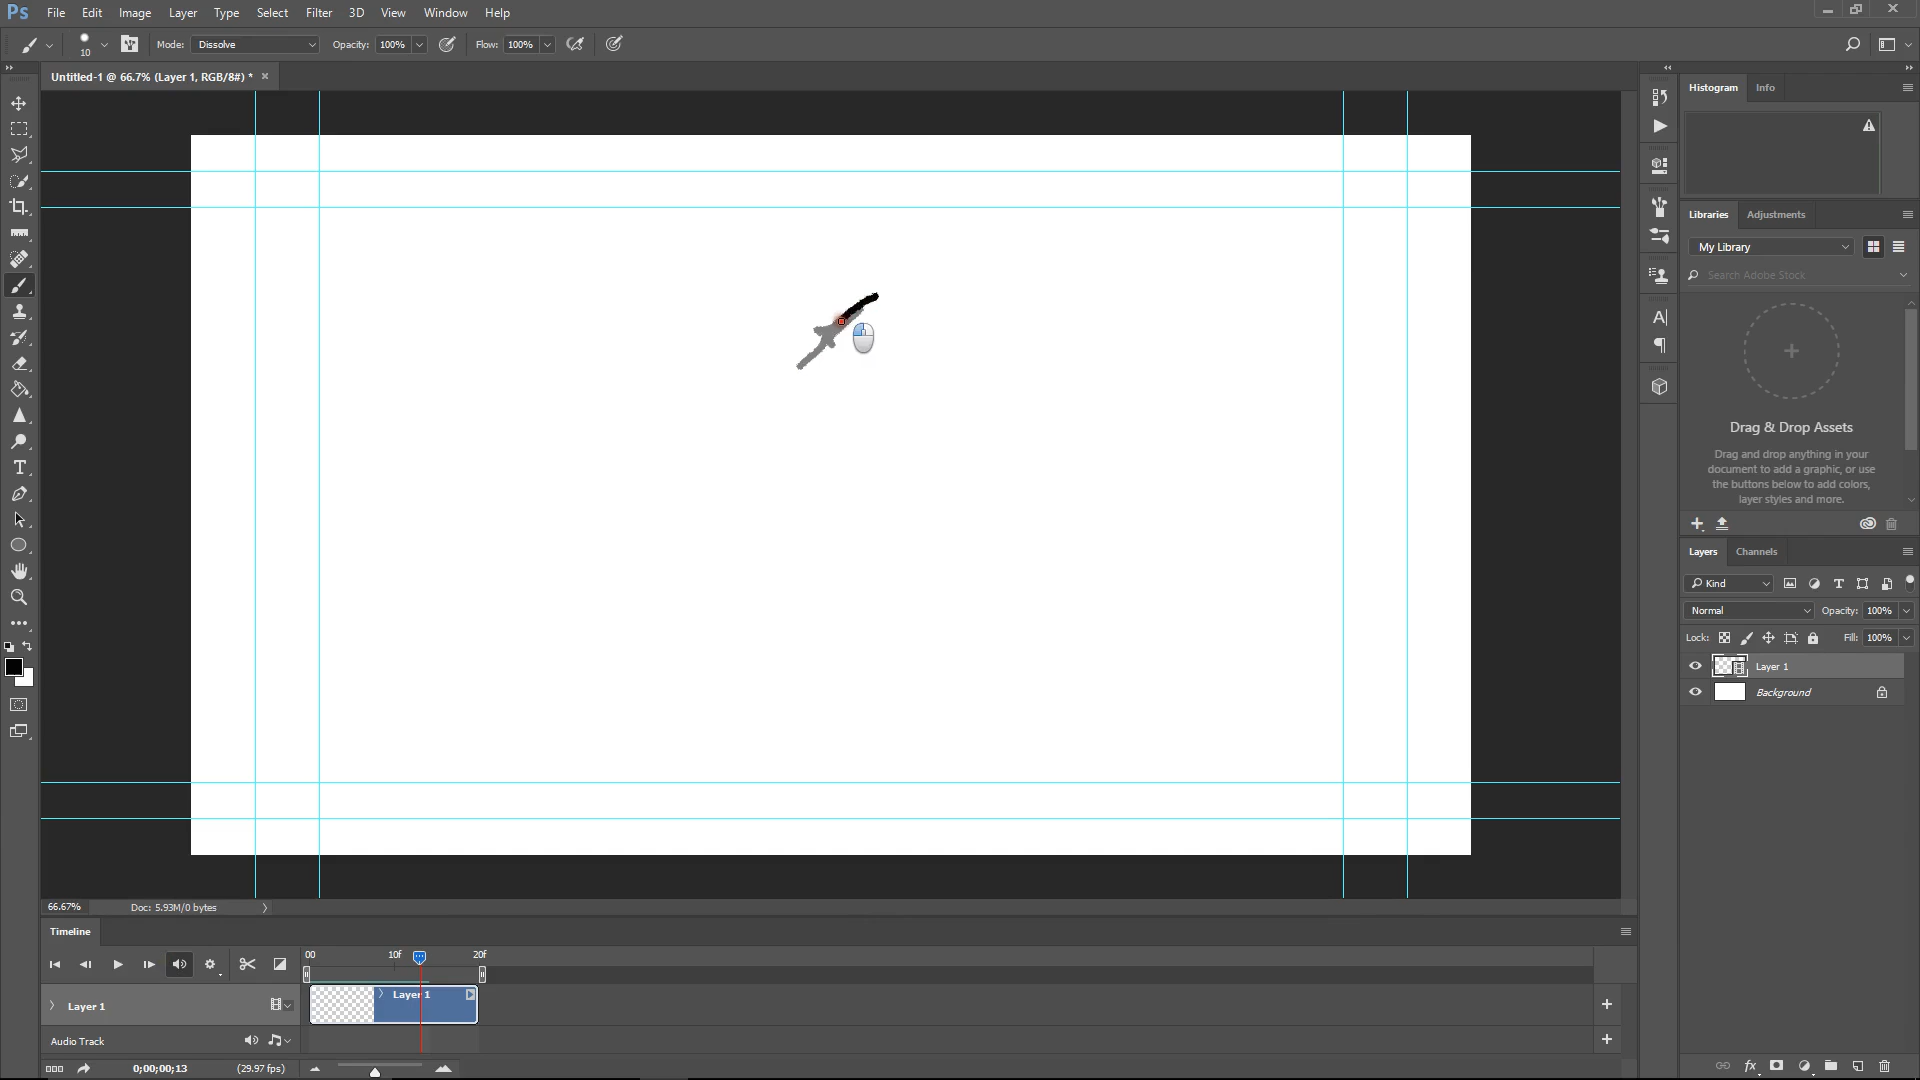 Ps File Edit Image Layer Type Select Filter 3D View Window Help
10 Mode: Dissolve Opacity: 100% Flow: 100%
Untitled-1 @ 66.7% (Layer 1, RGB/8#) * ×
Histogram Info
Libraries Adjustments
My Library
Search Adobe Stock
Drag & Drop Assets
Drag and drop anything in your
document to add a graphic, or use
the buttons below to add colors,
layer styles and more.
Layers Channels
Kind
Normal Opacity: 100%
Lock: Fill: 100%
Layer 1
Background
66.67% Doc: 5.93M/0 bytes
Timeline
00 10f 20f
Layer 1
Layer 1
Audio Track
0;00;00;13 (29.97 fps)